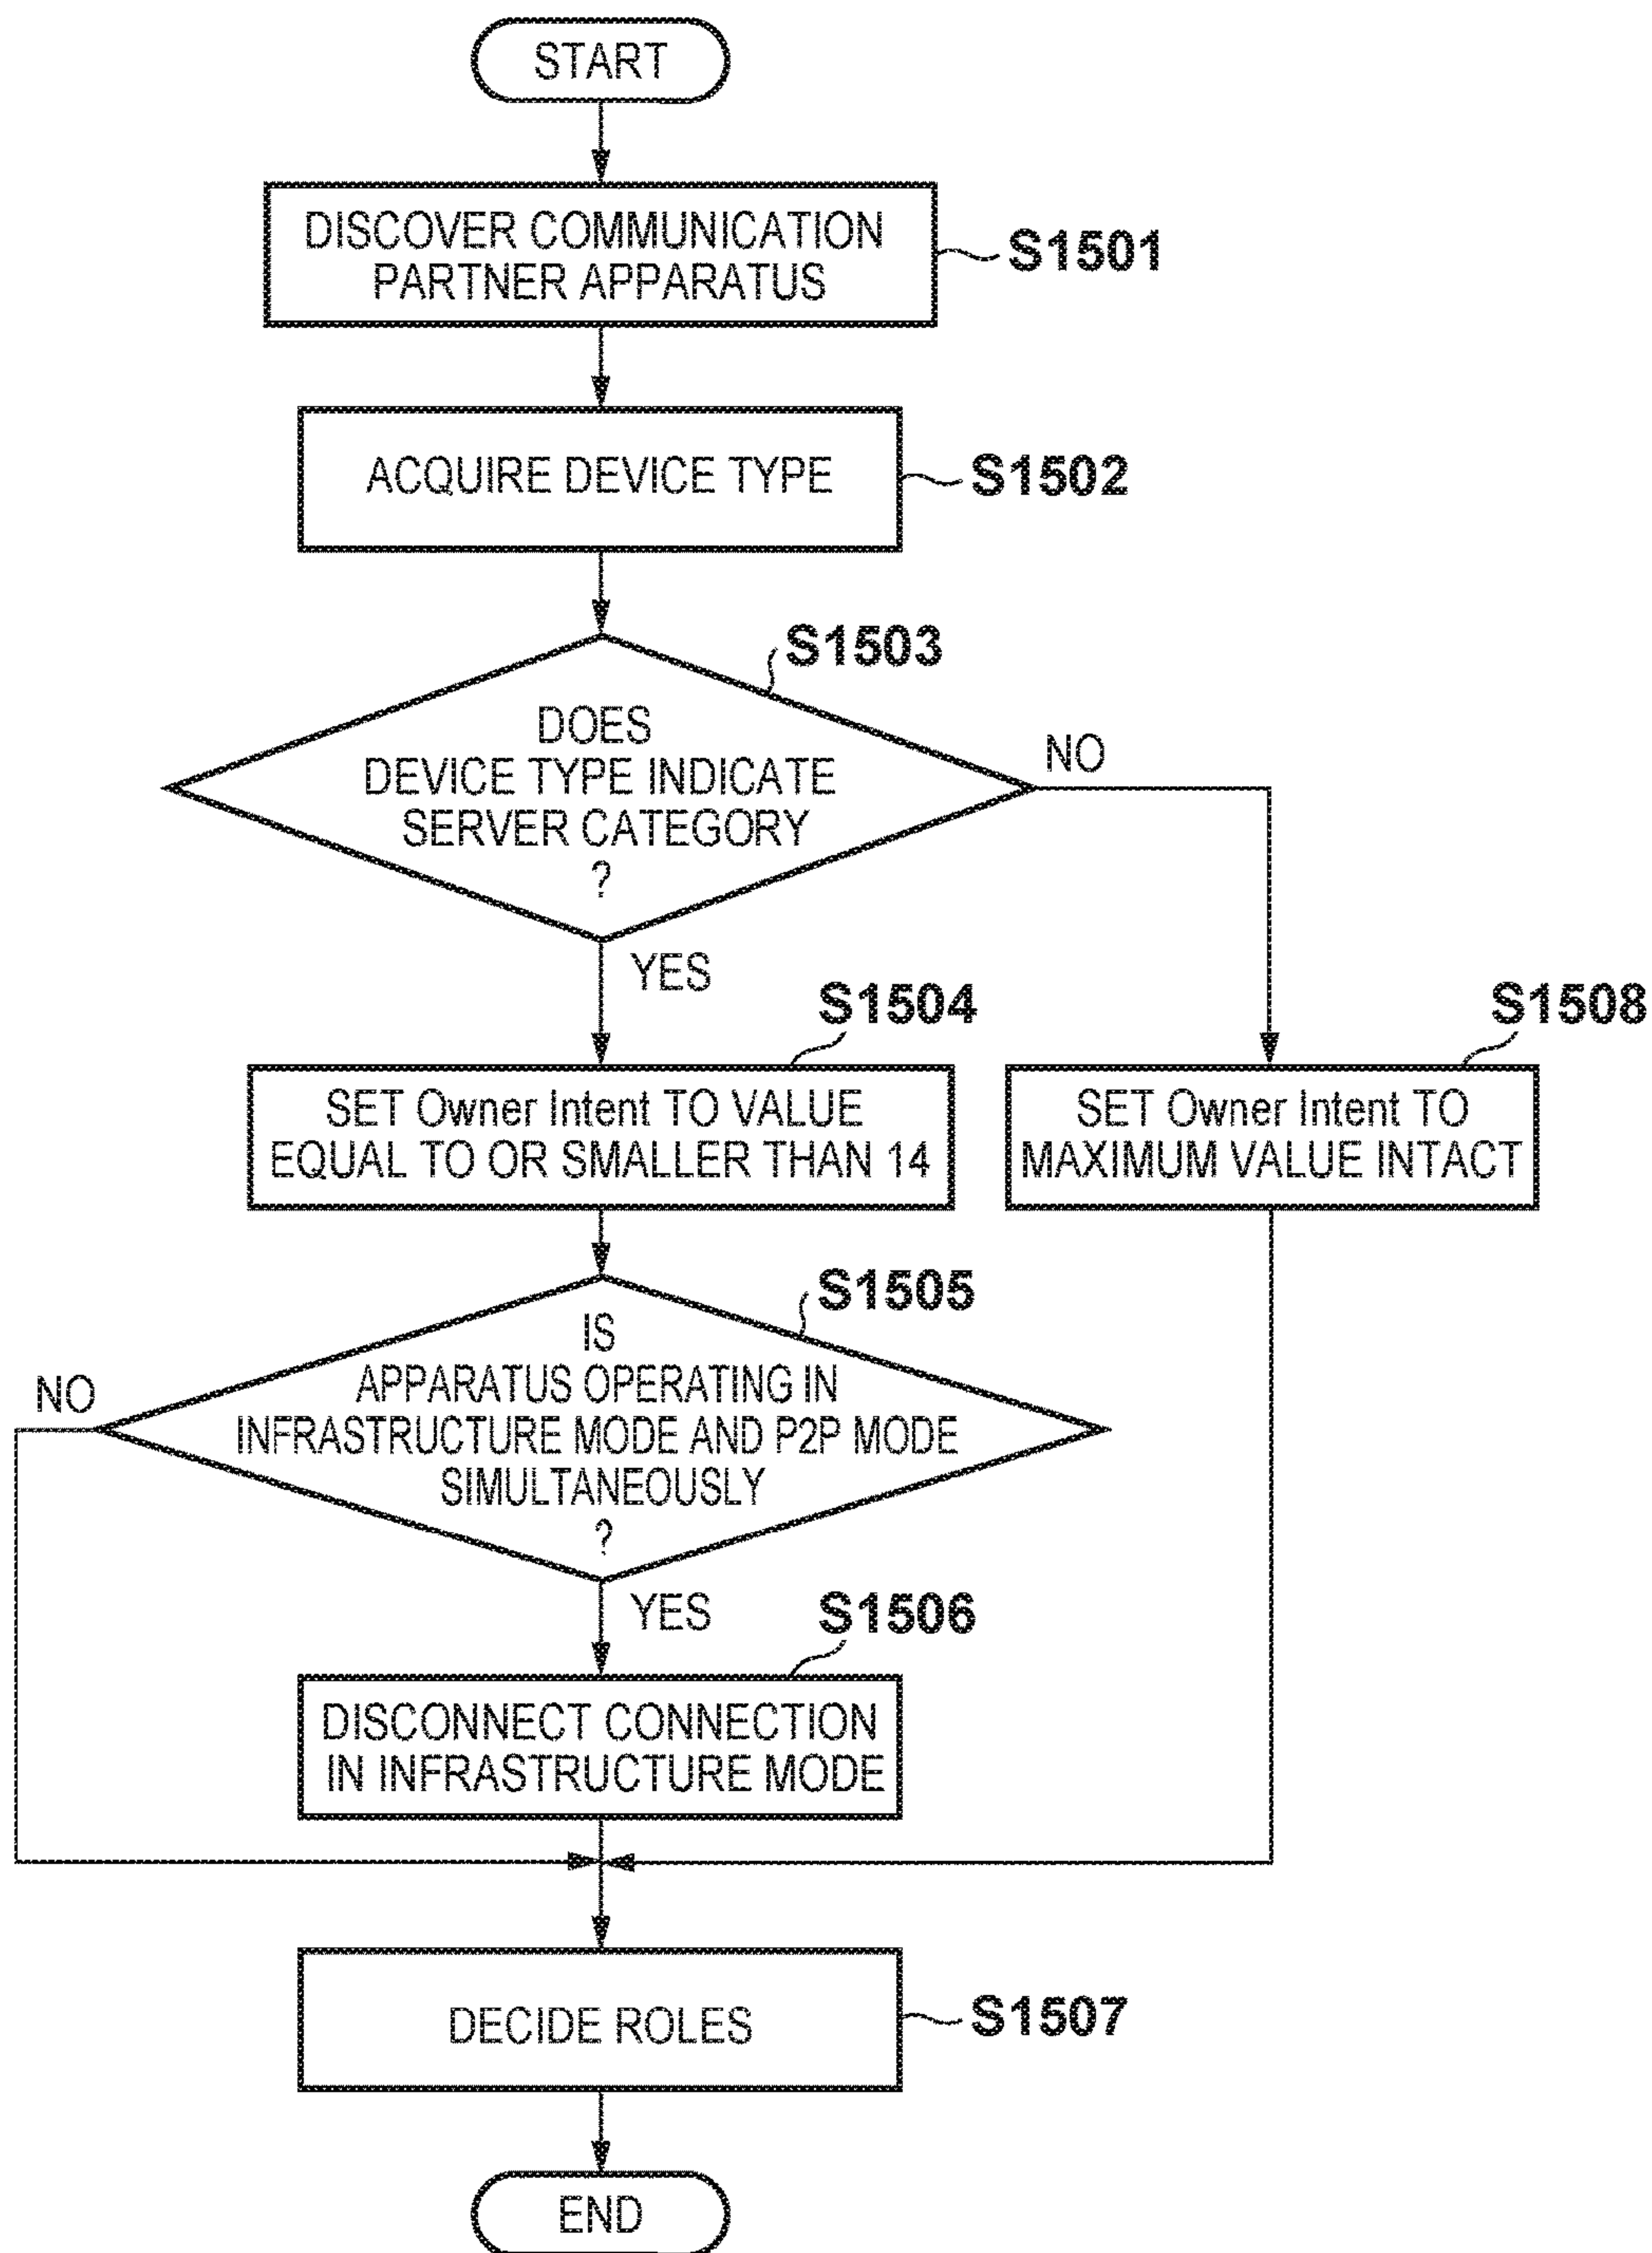 START
DISCOVER COMMUNICATION
PARTNER APPARATUS
S1501
ACQUIRE DEVICE TYPE
S1502
S1503
DOES
DEVICE TYPE INDICATE
SERVER CATEGORY
?
NO
YES
S1504
SET Owner Intent TO VALUE
EQUAL TO OR SMALLER THAN 14
S1508
SET Owner Intent TO
MAXIMUM VALUE INTACT
S1505
IS
APPARATUS OPERATING IN
INFRASTRUCTURE MODE AND P2P MODE
SIMULTANEOUSLY
?
NO
YES
S1506
DISCONNECT CONNECTION
IN INFRASTRUCTURE MODE
DECIDE ROLES
S1507
END